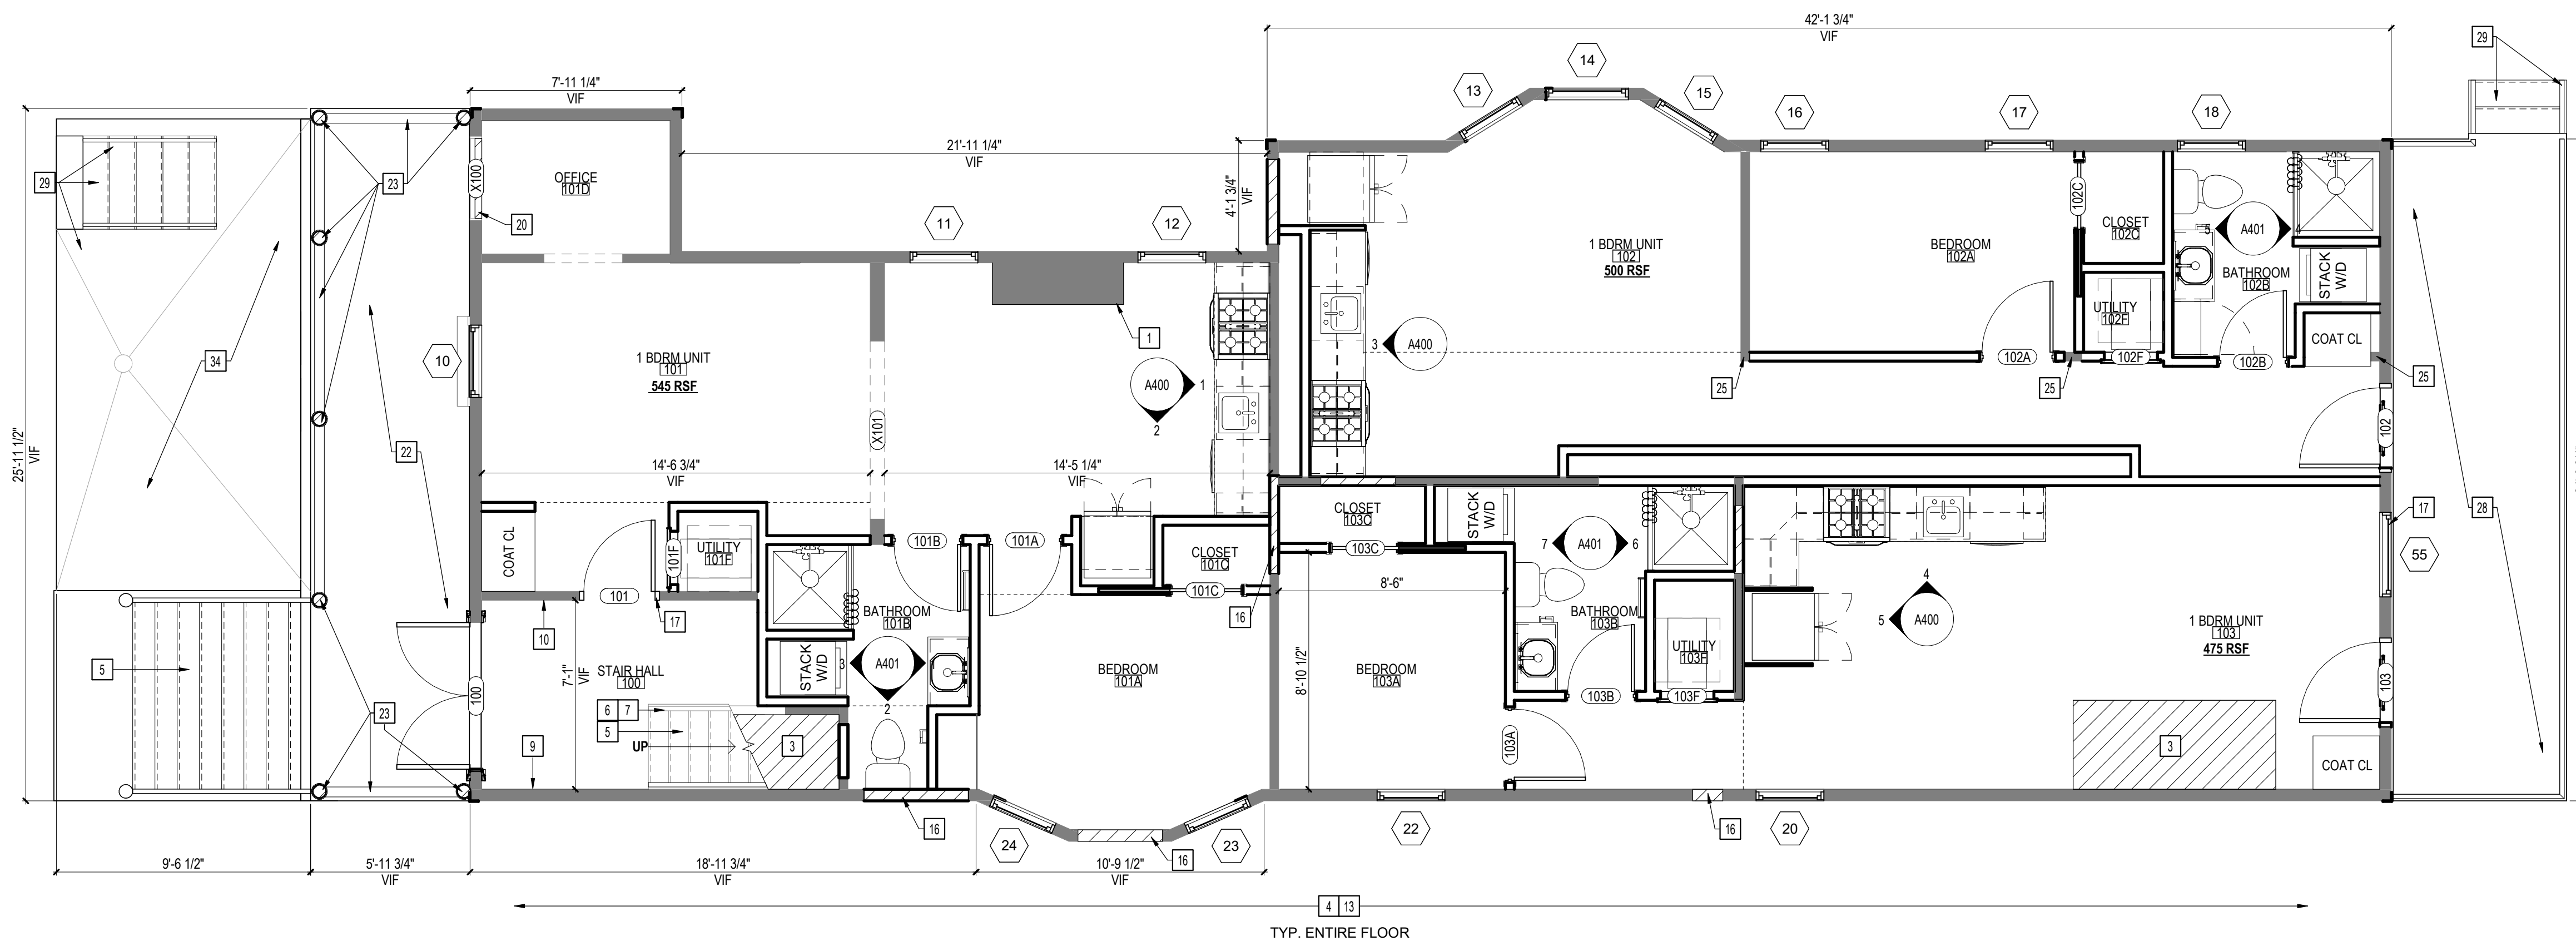 42'-1 3/4"
VIF
29
14
13
15
7'-11 1/4"
VIF
16
17
18
21'-11 1/4"
VIF
4'-1 3/4"
VIF
25'-11 1/2"
VIF
29
23
X100
OFFICE
101D
20
11
12
1 BDRM UNIT
102
500 RSF
BEDROOM
102A
102C
CLOSET
102C
5
A401
4
BATHROOM
102B
STACK
W/D
UTILITY
102F
COAT CL
34
10
1 BDRM UNIT
101
545 RSF
1
A400
1
2
3
A400
25
102A
25
102F
102B
25
X101
102
22
14'-6 3/4"
VIF
14'-5 1/4"
VIF
COAT CL
101
101F
UTILITY
101F
101B
101A
CLOSET
101C
101C
CLOSET
103C
103C
STACK
W/D
7
A401
6
17
28
55
10
17
16
8'-6"
4
5
A400
BATHROOM
101B
BATHROOM
103B
1 BDRM UNIT
103
475 RSF
5
100
STAIR HALL
100
7'-1"
VIF
STACK
W/D
3
A401
2
BEDROOM
101A
8'-10 1/2"
BEDROOM
103A
UTILITY
103F
103B
103F
103
23
6
7
5
UP
3
9
103A
3
COAT CL
16
24
16
23
22
16
20
9'-6 1/2"
5'-11 3/4"
VIF
18'-11 3/4"
VIF
10'-9 1/2"
VIF
4
13
TYP. ENTIRE FLOOR